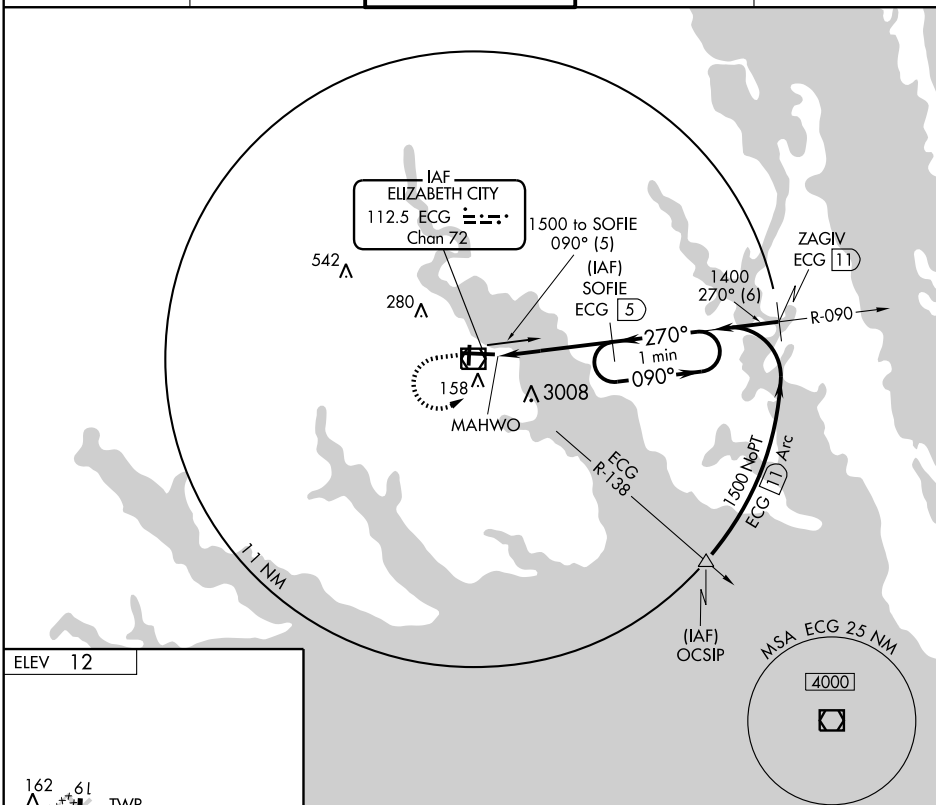 IAF
ELIZABETH CITY
112.5 ECG
Chan 72
1500 to SOFIE
090° (5)
(IAF)
SOFIE
ECG 5
ZAGIV
ECG 11
1400
270° (6)
R-090
542
280
270°
1 min
090°
158
3008
MAHWO
ECG
R-138
1500 NoPT
ECG 11 Arc
11 NM
(IAF)
OCSIP
MSA ECG 25 NM
4000
ELEV 12
162
19
TWR